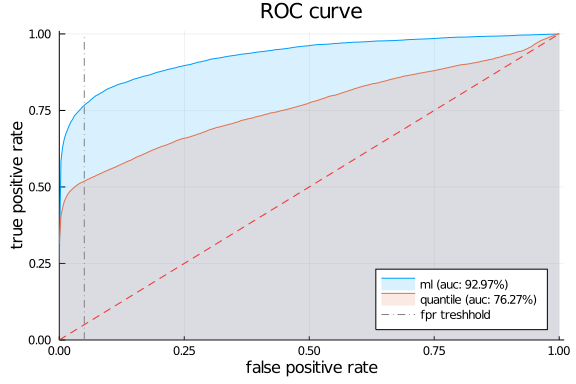 ROC curve
true positive rate
1.00
0.75
0.50
0.25
0.00
0.00
0.25
0.50
0.75
1.00
false positive rate
ml (auc: 92.97%)
quantile (auc: 76.27%)
fpr treshhold